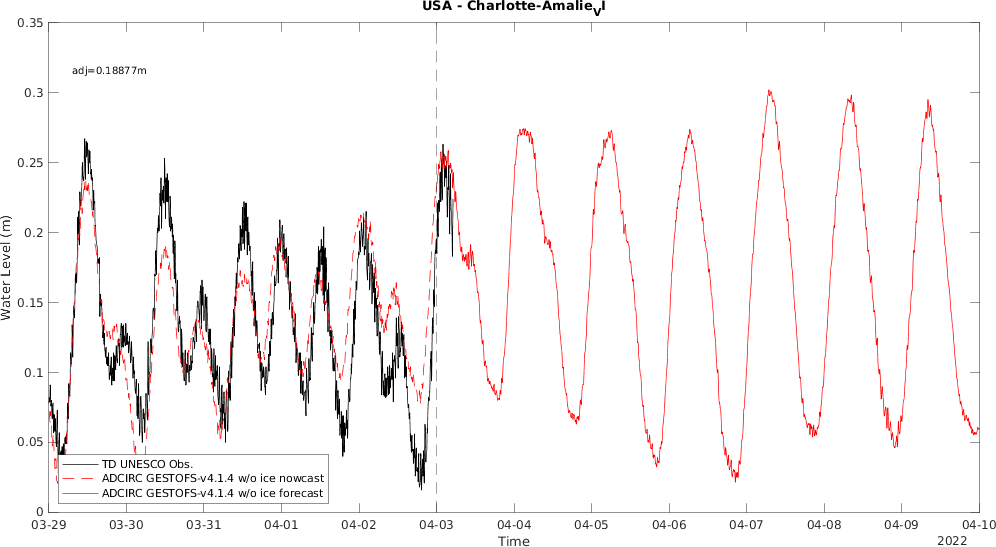 USA - Charlotte-Amalie_VI
0.35
adj=0.18877m
0.3
0.25
0.2
Water Level (m)
0.15
0.1
0.05
TD UNESCO Obs.
ADCIRC GESTOFS-v4.1.4 w/o ice nowcast
ADCIRC GESTOFS-v4.1.4 w/o ice forecast
0
03-29 03-30 03-31 04-01 04-02 04-03 04-04 04-05 04-06 04-07 04-08 04-09 04-10
Time
2022